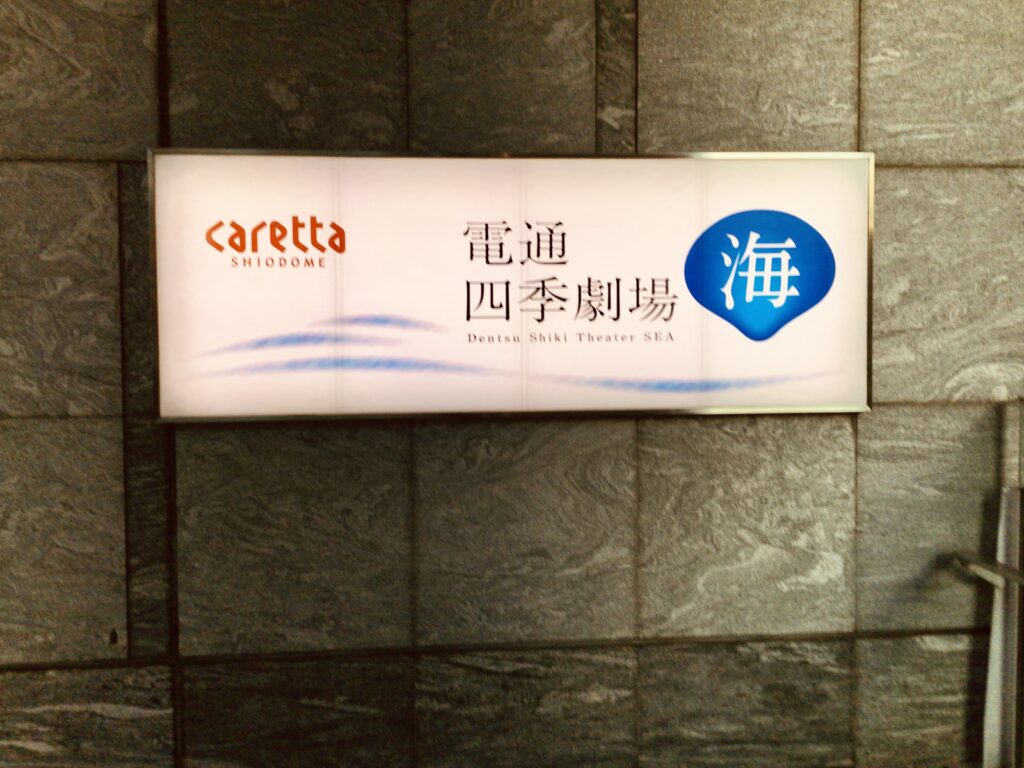 caretta
SHIODOME
電通
四季劇場
海
Dentsu Shiki Theater SEA